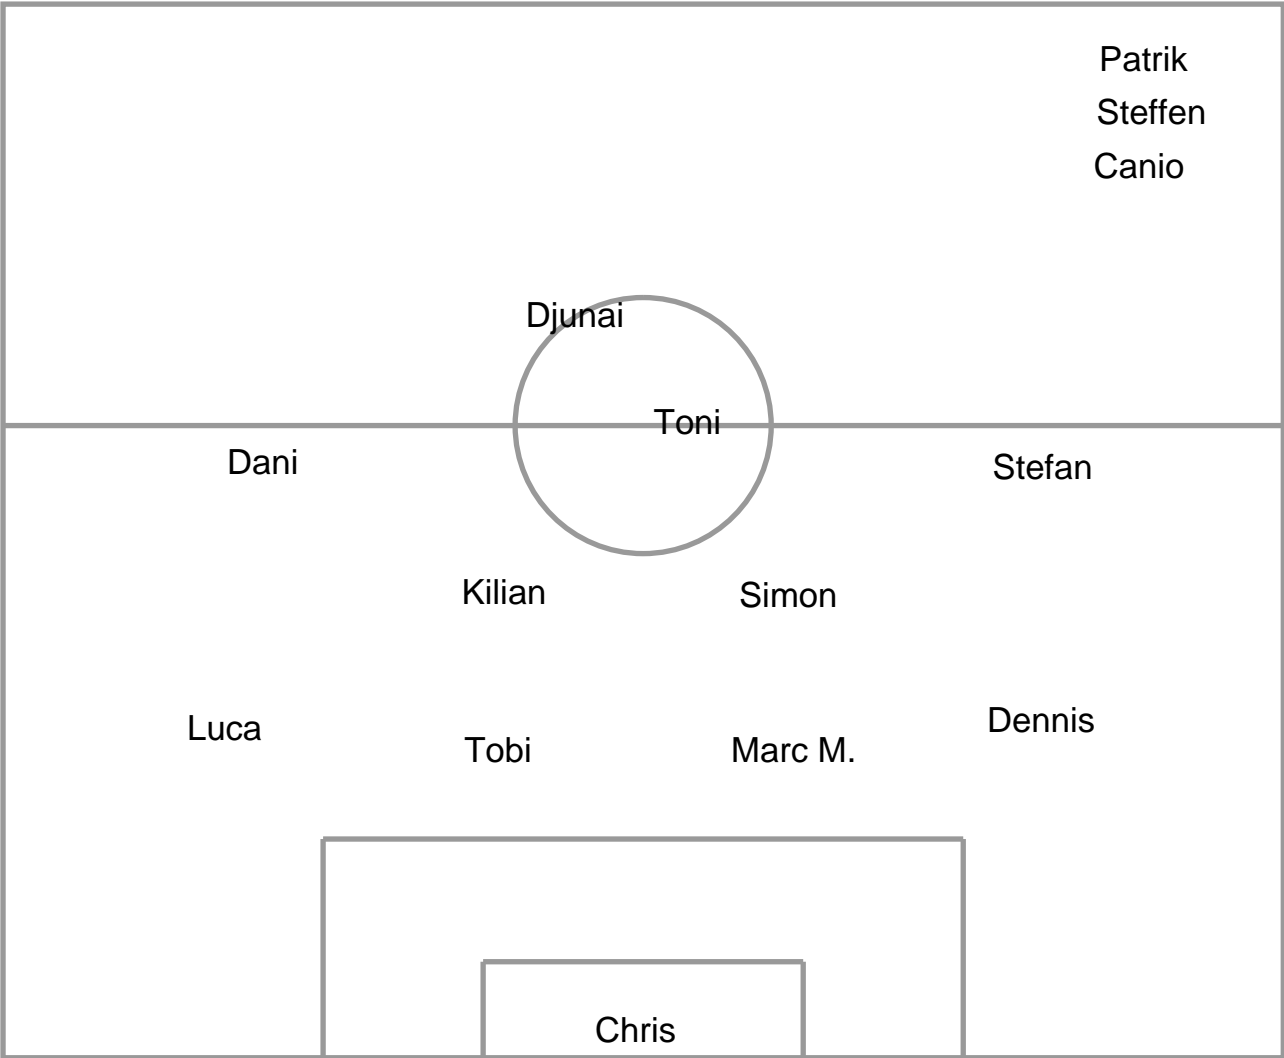 Patrik
Steffen
Canio
Djunai
Toni
Dani
Stefan
Kilian
Simon
Luca
Tobi
Marc M.
Dennis
Chris